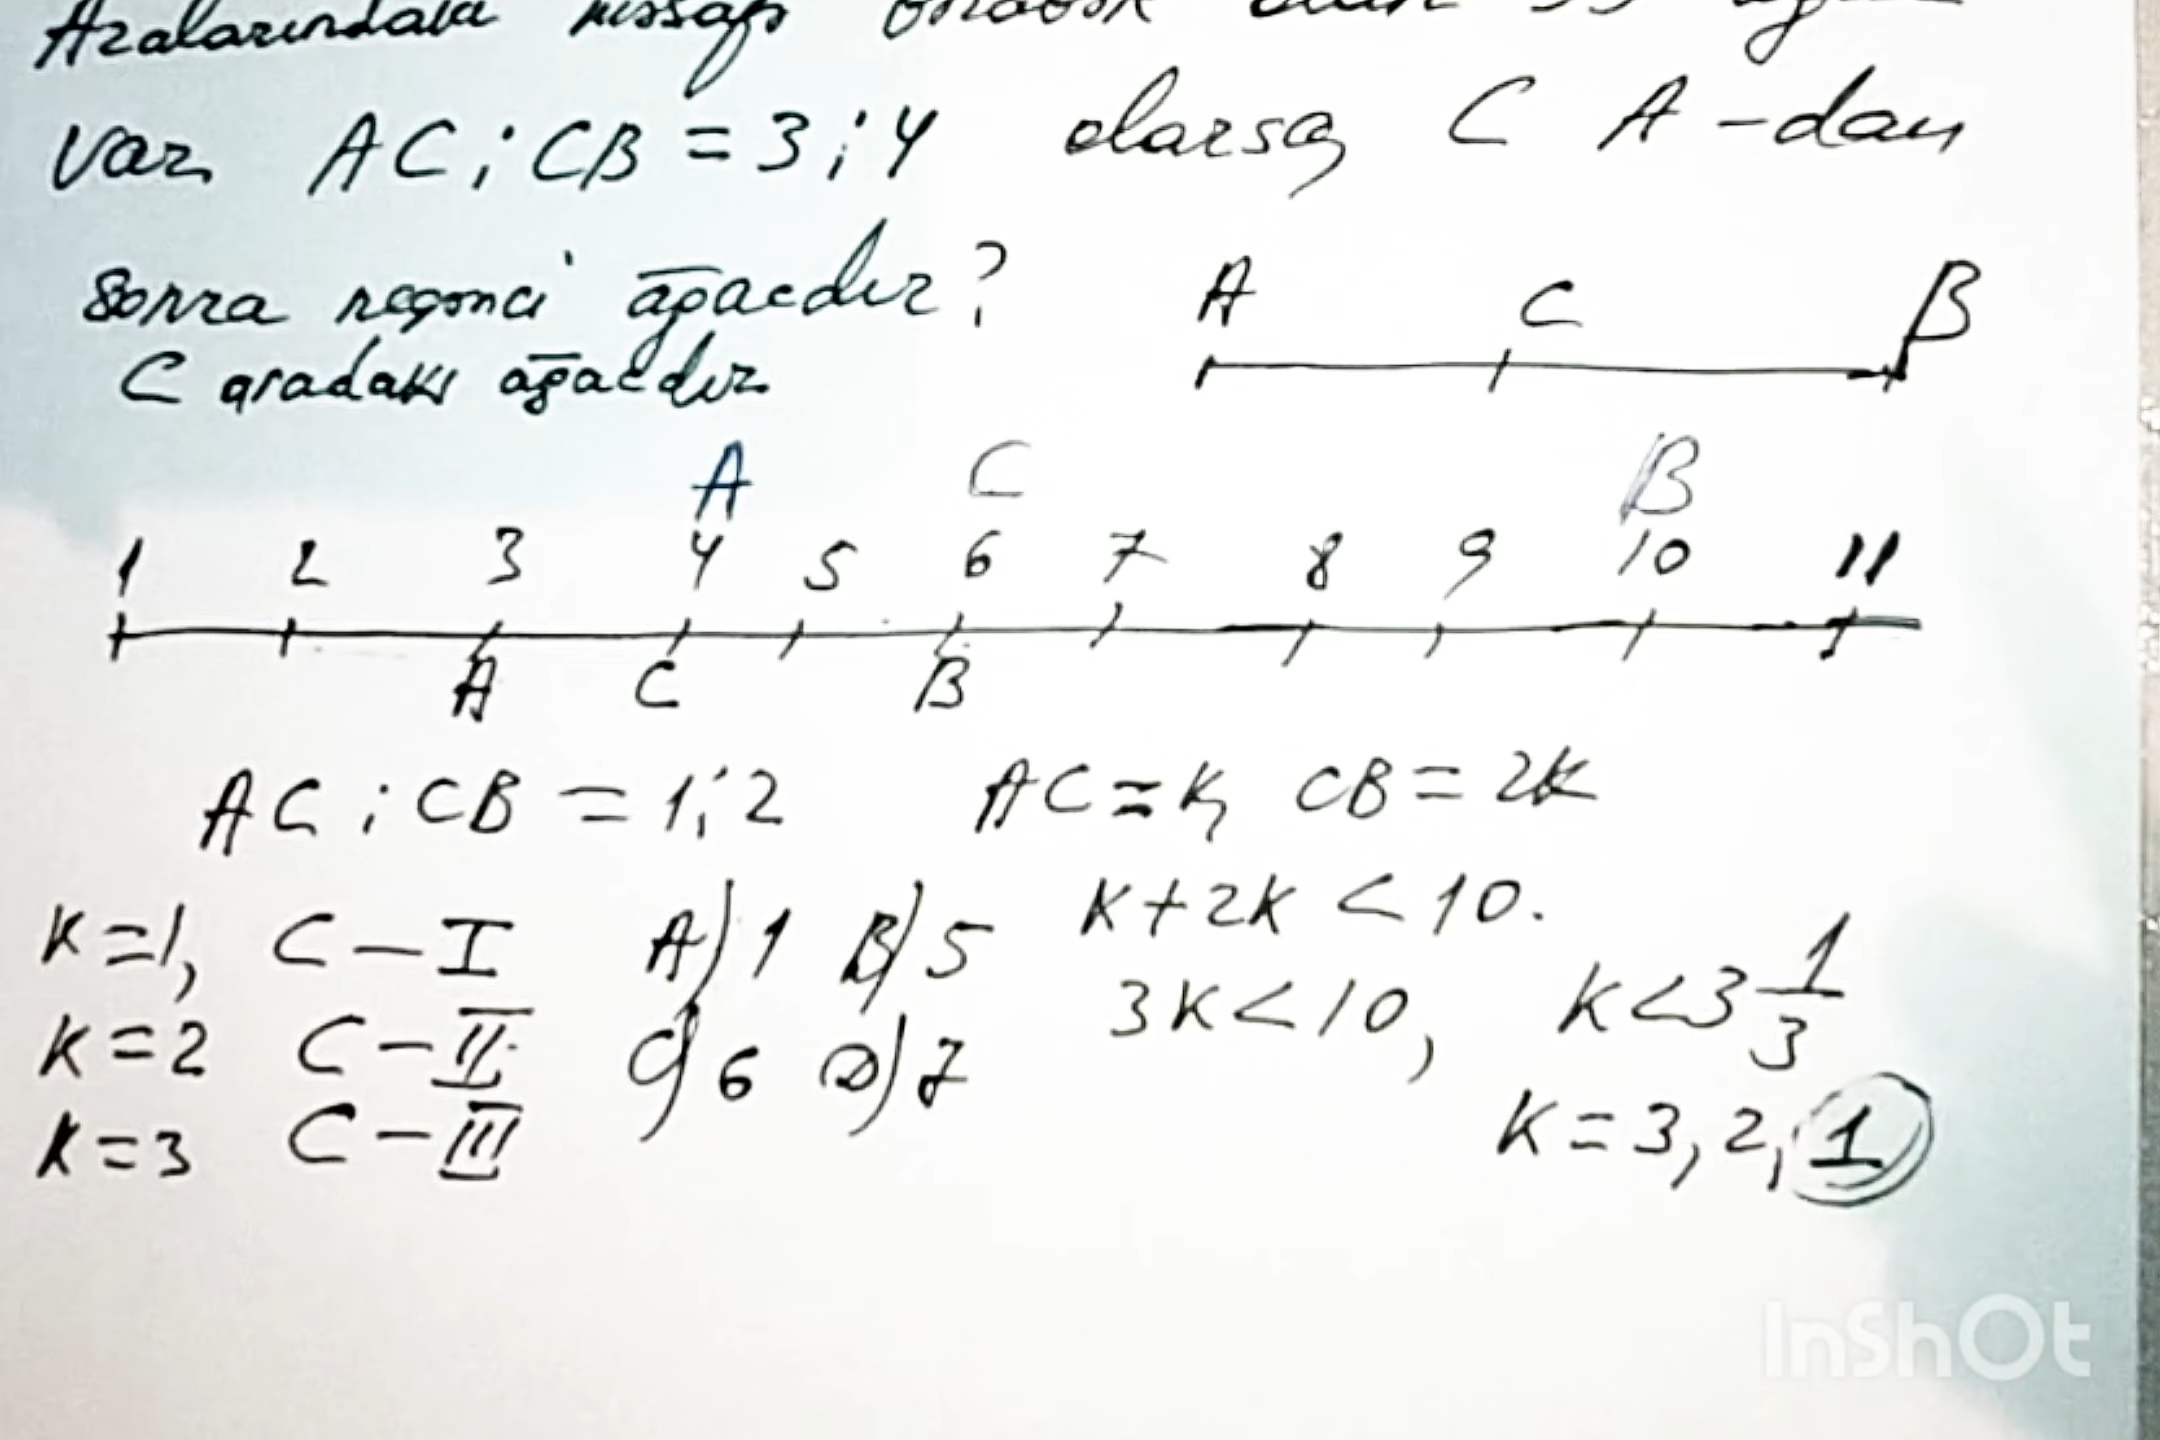 Aralarındakı məsafə
var AC : CB = 3 : 4 olarsa, C A-dan
sonra neçənci ağacdır?
C aradakı ağacdır
A C B
A C B
1 2 3 4 5 6 7 8 9 10 11
A C B
AC : CB = 1 : 2 AC = k, CB = 2k
k + 2k < 10.
k = 1, C – I A) 1 B) 5
3k < 10, k < 3 1/3
k = 2 C – II C) 6 D) 7
k = 3 C – III
k = 3, 2, 1
InShOt